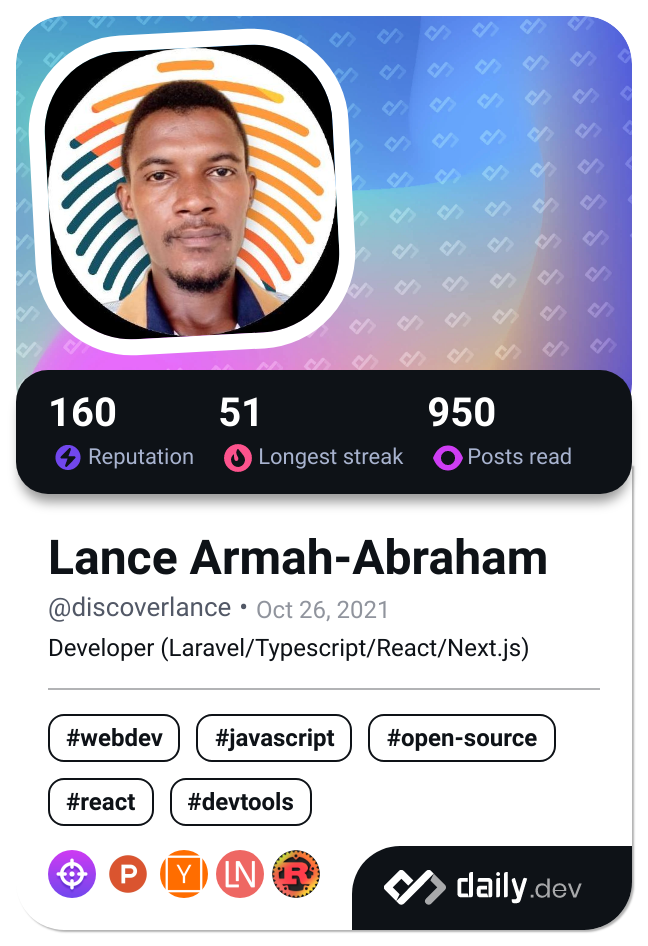 160 51 950
Reputation Longest streak Posts read
Lance Armah-Abraham
@discoverlance • Oct 26, 2021
Developer (Laravel/Typescript/React/Next.js)
#webdev #javascript #open-source
#react #devtools
P Y LN R
daily.dev